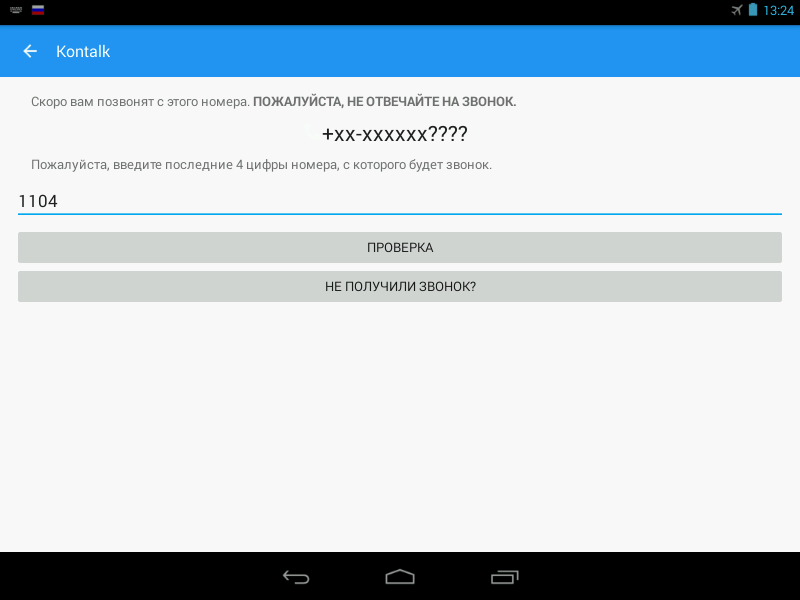 13:24
Kontalk
Скоро вам позвонят с этого номера. ПОЖАЛУЙСТА, НЕ ОТВЕЧАЙТЕ НА ЗВОНОК.
+xx-xxxxxx????
Пожалуйста, введите последние 4 цифры номера, с которого будет звонок.
1104
ПРОВЕРКА
НЕ ПОЛУЧИЛИ ЗВОНОК?